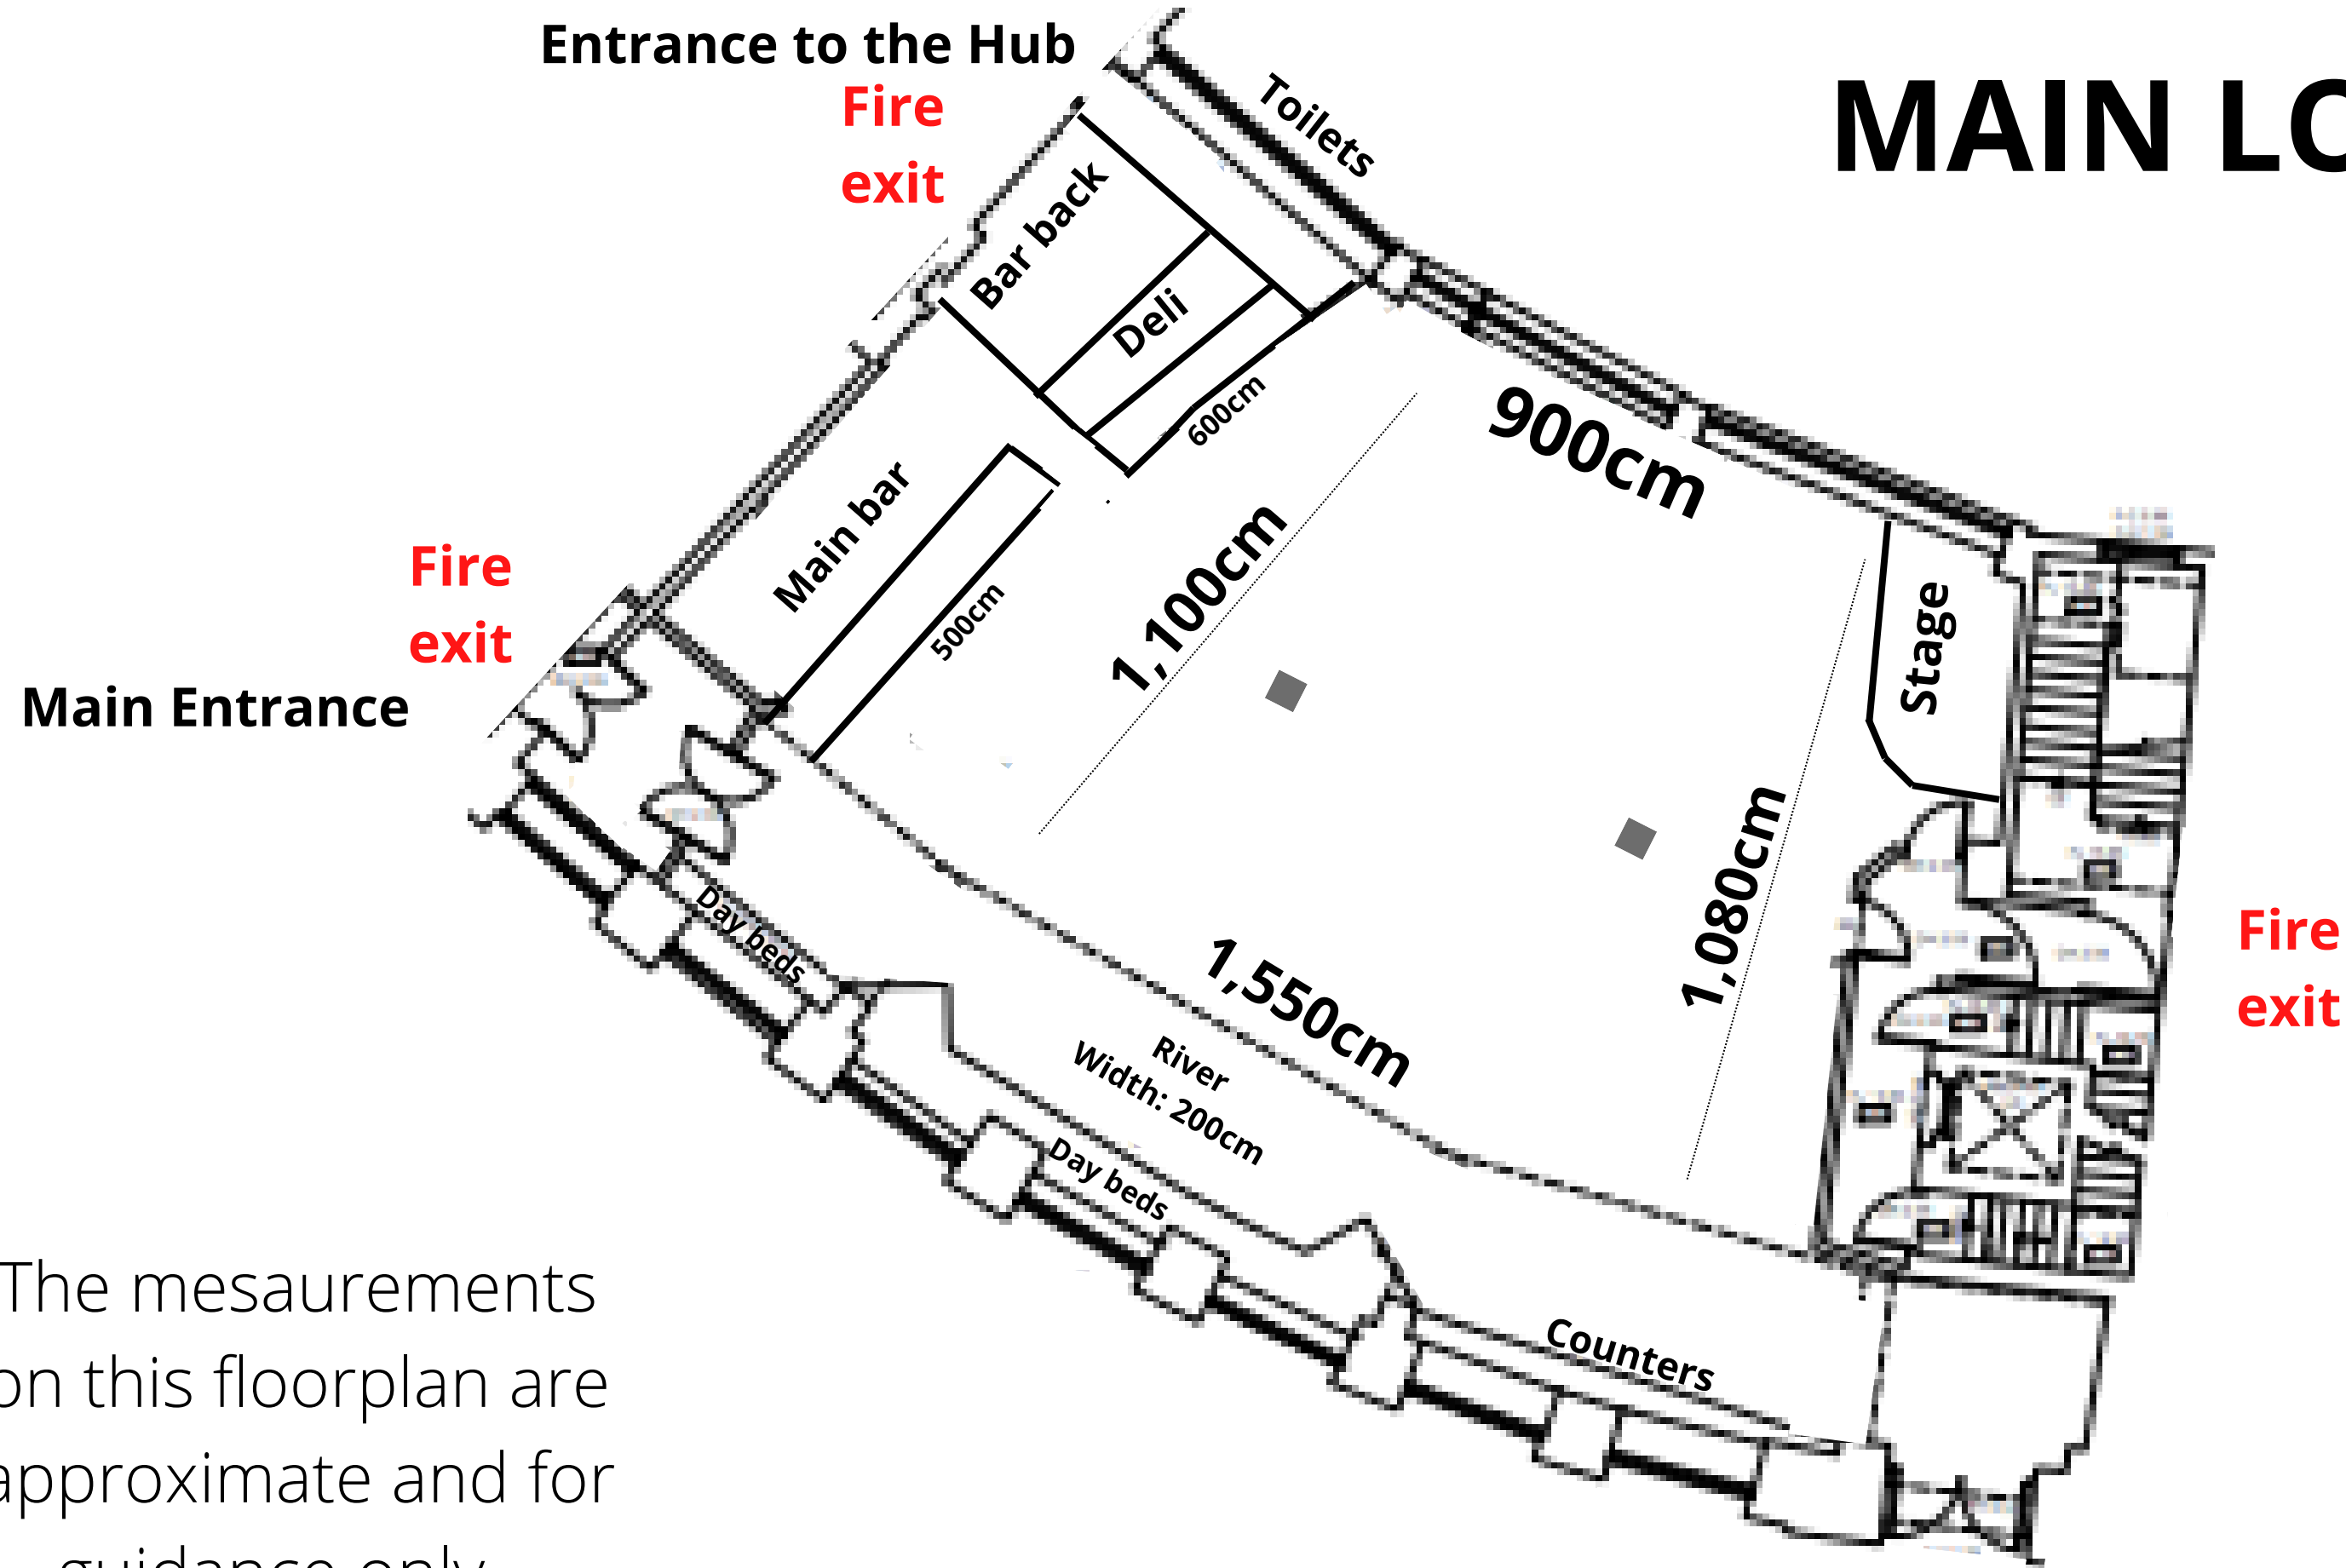 Entrance to the Hub
Fire
exit
Toilets
MAIN LO
Bar back
Deli
600cm
900cm
Main bar
500cm
1,100cm
Stage
Fire
exit
Main Entrance
1,080cm
Fire
exit
Day beds
1,550cm
River
Width: 200cm
Day beds
Counters
The mesaurements
on this floorplan are
approximate and for
guidance only